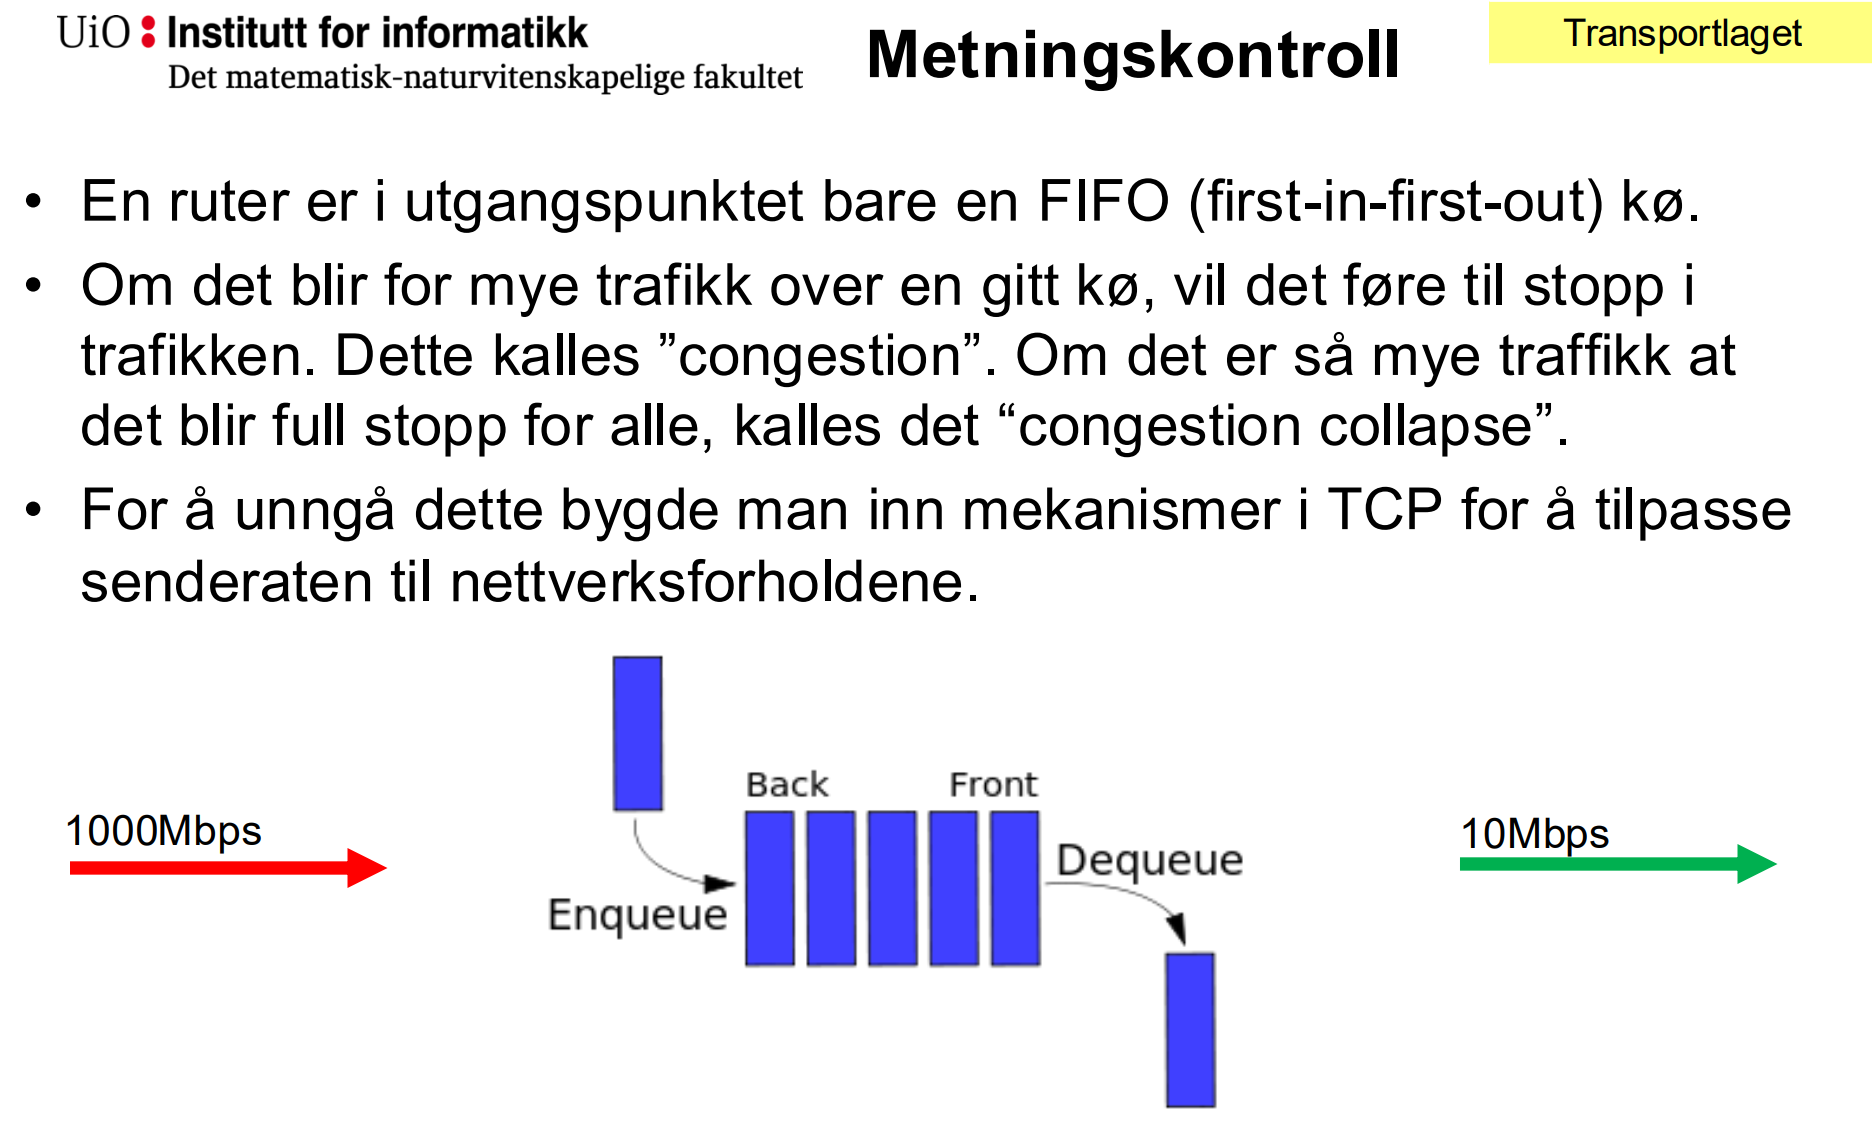 UiO : Institutt for informatikk
Det matematisk-naturvitenskapelige fakultet
Metningskontroll
Transportlaget
• En ruter er i utgangspunktet bare en FIFO (first-in-first-out) kø.
• Om det blir for mye trafikk over en gitt kø, vil det føre til stopp i
trafikken. Dette kalles ”congestion”. Om det er så mye traffikk at
det blir full stopp for alle, kalles det “congestion collapse”.
• For å unngå dette bygde man inn mekanismer i TCP for å tilpasse
senderaten til nettverksforholdene.
1000Mbps
Back
Front
Enqueue
Dequeue
10Mbps